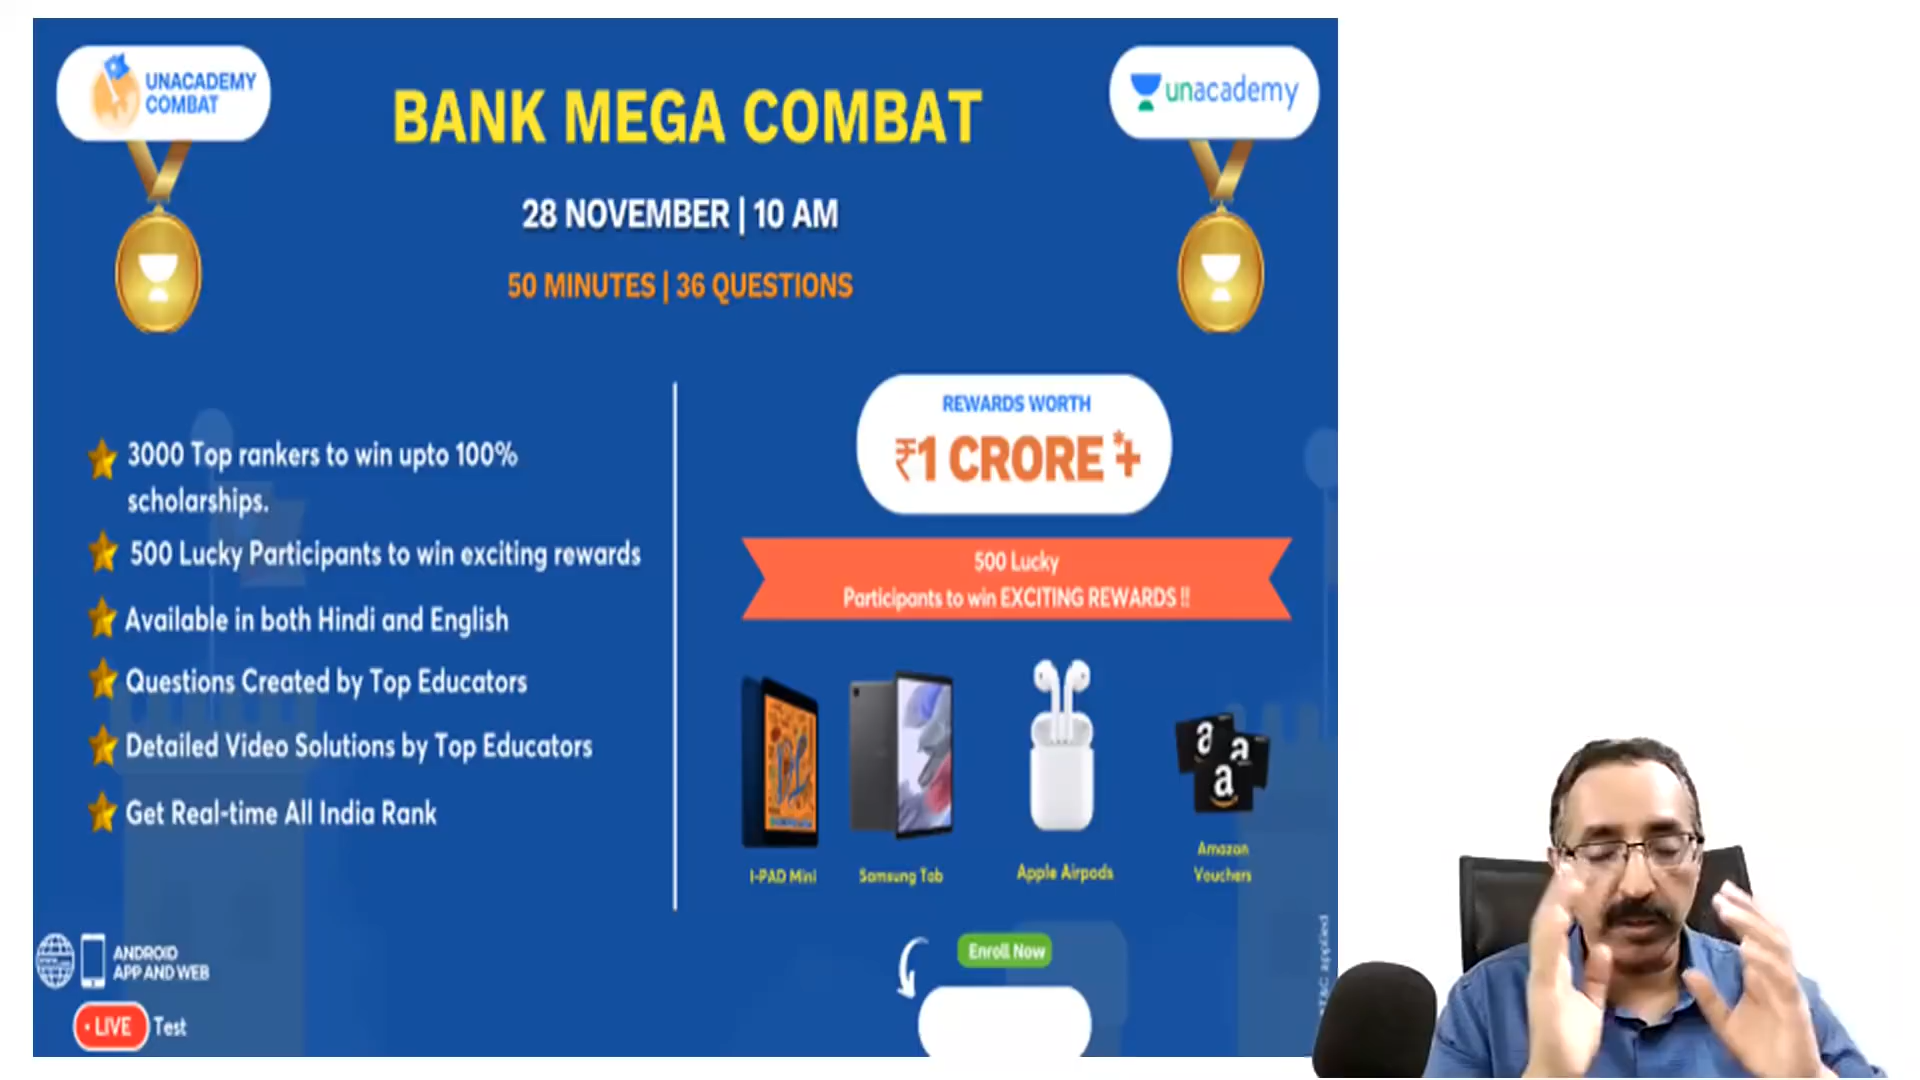 UNACADEMY
COMBAT
unacademy
BANK MEGA COMBAT
28 NOVEMBER | 10 AM
50 MINUTES | 36 QUESTIONS
3000 Top rankers to win upto 100%
scholarships.
500 Lucky Participants to win exciting rewards
Available in both Hindi and English
Questions Created by Top Educators
Detailed Video Solutions by Top Educators
Get Real-time All India Rank
REWARDS WORTH
₹1 CRORE*+
500 Lucky
Participants to win EXCITING REWARDS !!
a
a
a
I-PAD Mini
Samsung Tab
Apple Airpods
Amazon
Vouchers
ANDROID
APP AND WEB
• LIVE Test
Enroll Now
T&C applied